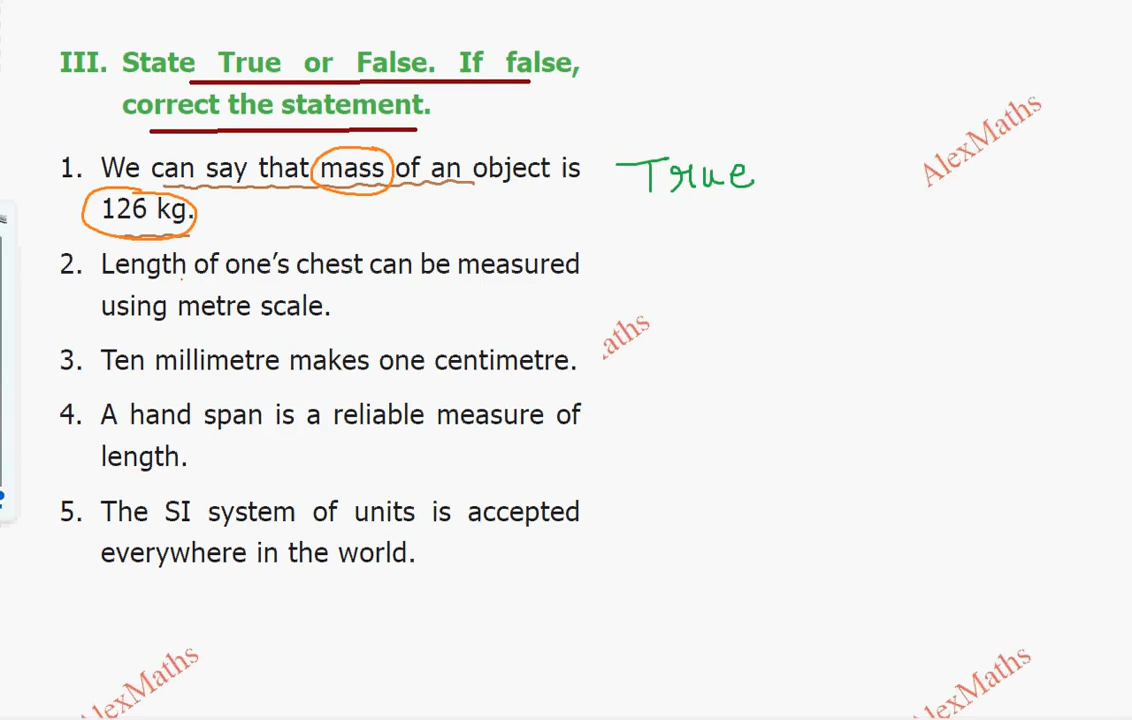 III. State True or False. If false,
correct the statement.
1. We can say that mass of an object is True
126 kg.
2. Length of one's chest can be measured
using metre scale.
3. Ten millimetre makes one centimetre.
4. A hand span is a reliable measure of
length.
5. The SI system of units is accepted
everywhere in the world.
AlexMaths
aths
lexMaths
lexMaths